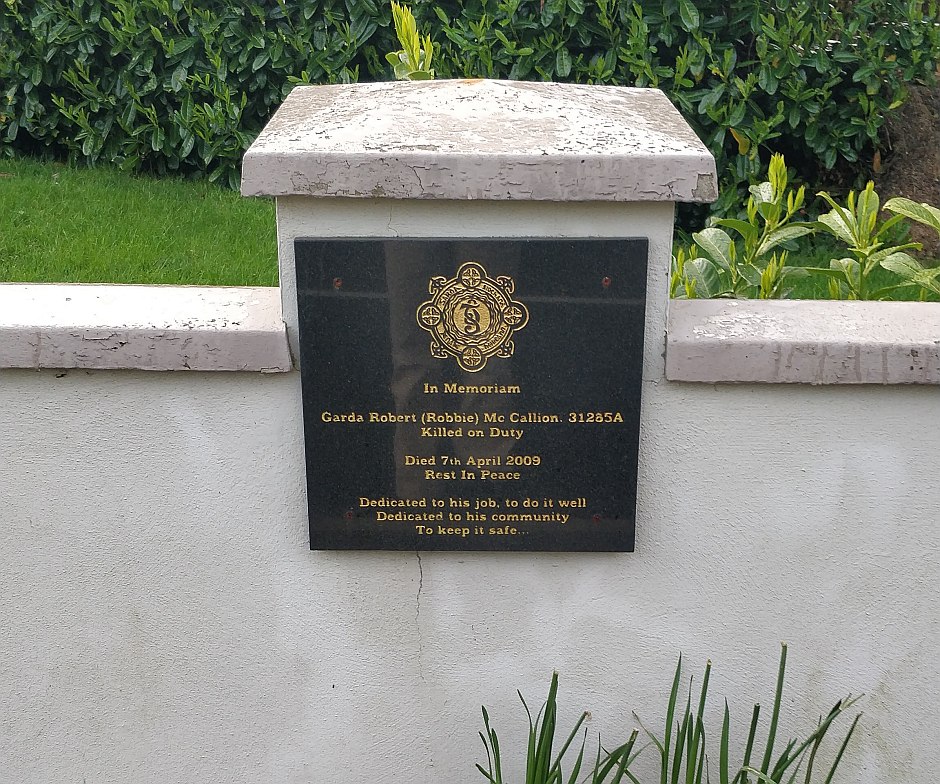 In Memoriam
Garda Robert (Robbie) Mc Callion. 31285A
Killed on Duty
Died 7th April 2009
Rest In Peace
Dedicated to his job, to do it well
Dedicated to his community
To keep it safe...